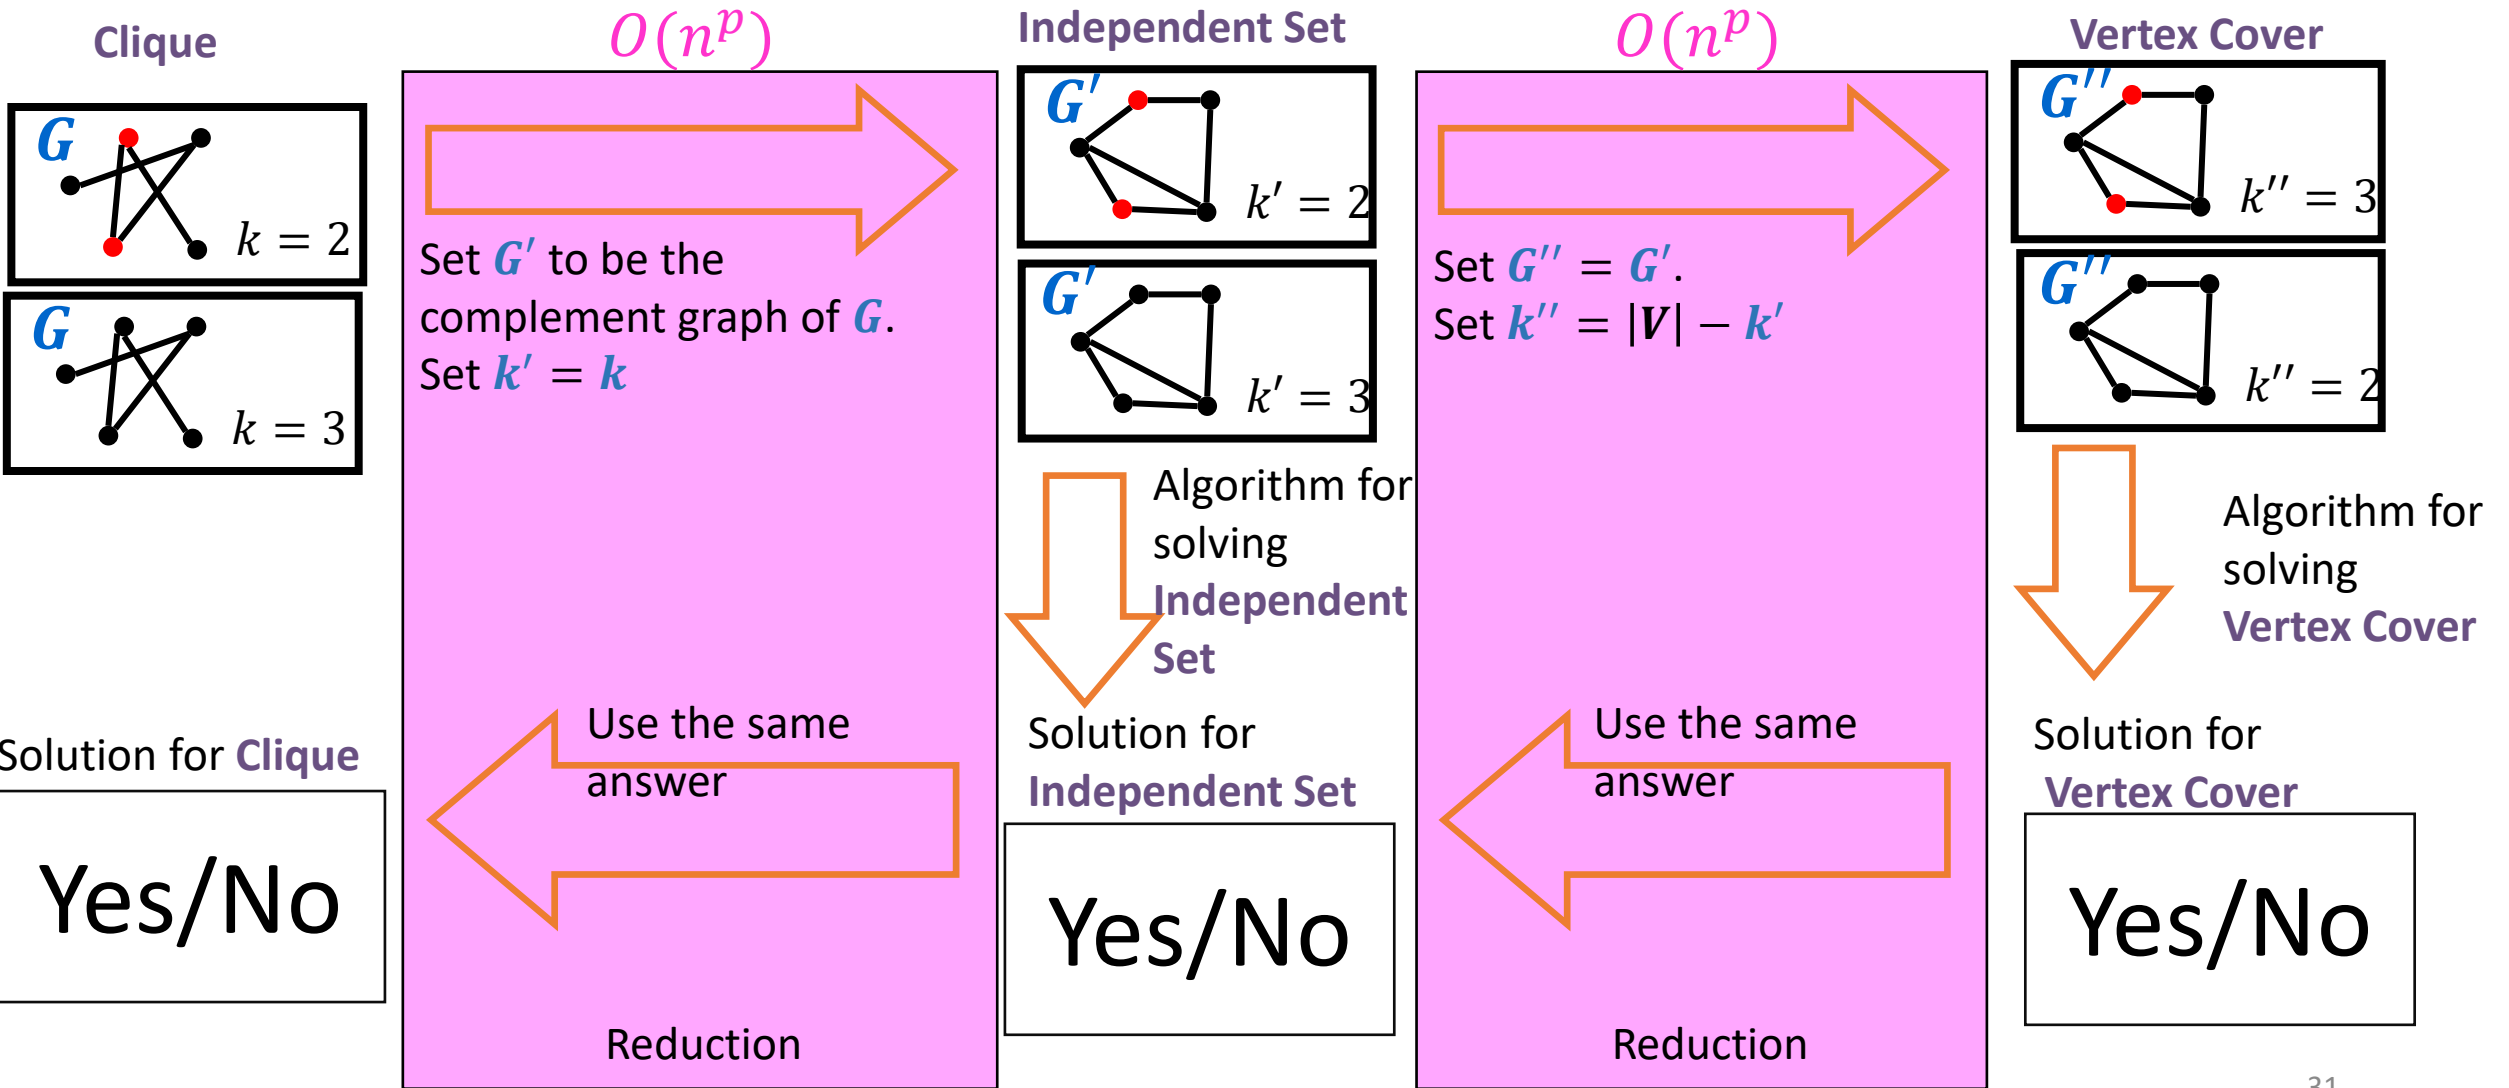 Clique
O(n^p)
Independent Set
O(n^p)
Vertex Cover
G
k = 2
G
k = 3
Set G′ to be the
complement graph of G.
Set k′ = k
G′
k′ = 2
G′
k′ = 3
Set G′′ = G′.
Set k′′ = |V| − k′
G′′
k′′ = 3
G′′
k′′ = 2
Algorithm for
solving
Independent
Set
Algorithm for
solving
Vertex Cover
Solution for Clique
Yes/No
Use the same
answer
Solution for
Independent Set
Yes/No
Use the same
answer
Solution for
Vertex Cover
Yes/No
Reduction
Reduction
31